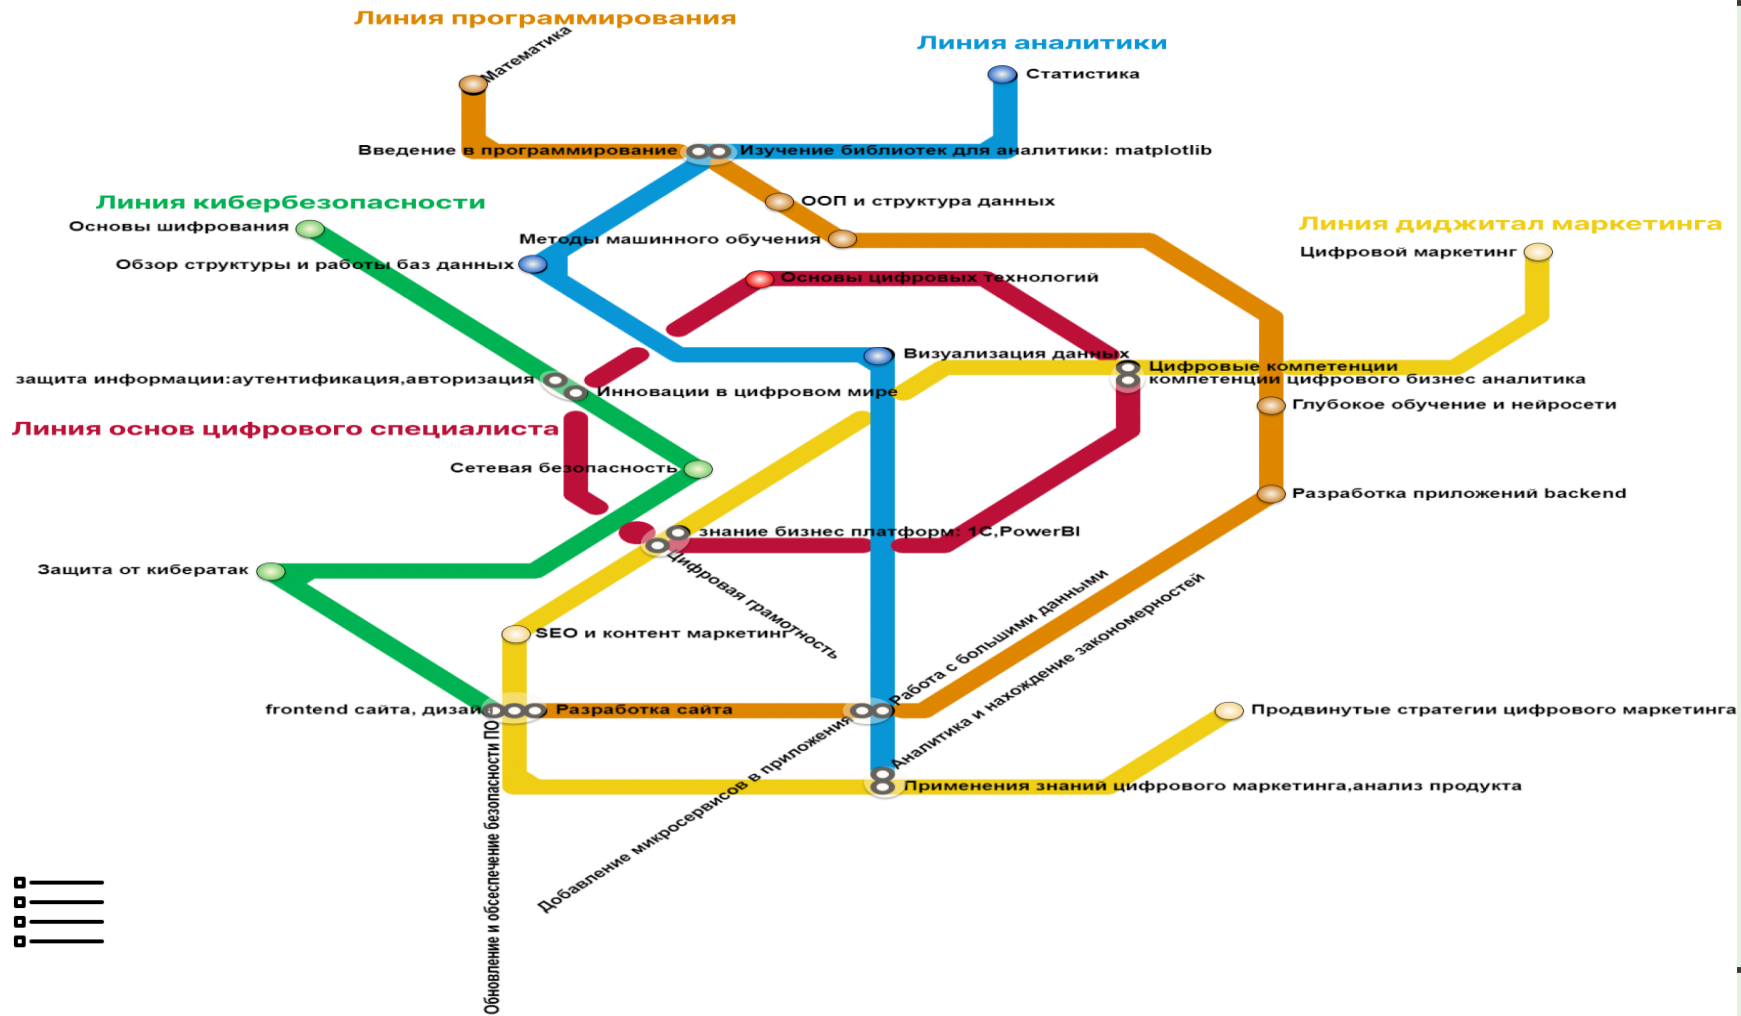 Линия программирования
Математика
Линия аналитики
Статистика
Введение в программирование
Изучение библиотек для аналитики: matplotlib
Линия кибербезопасности
ООП и структура данных
Основы шифрования
Линия диджитал маркетинга
Методы машинного обучения
Цифровой маркетинг
Обзор структуры и работы баз данных
Основы цифровых технологий
Визуализация данных
Цифровые компетенции
защита информации:аутентификация,авторизация
компетенции цифрового бизнес аналитика
Инновации в цифровом мире
Глубокое обучение и нейросети
Линия основ цифрового специалиста
Сетевая безопасность
Разработка приложений backend
знание бизнес платформ: 1C,PowerBI
Цифровая грамотность
Защита от кибератак
SEO и контент маркетинг
Работа с большими данными
Аналитика и нахождение закономерностей
frontend сайта, дизайн
Разработка сайта
Продвинутые стратегии цифрового маркетинга
Добавление микросервисов в приложения
Применения знаний цифрового маркетинга,анализ продукта
Обновление и обсеспечение безопасности ПО